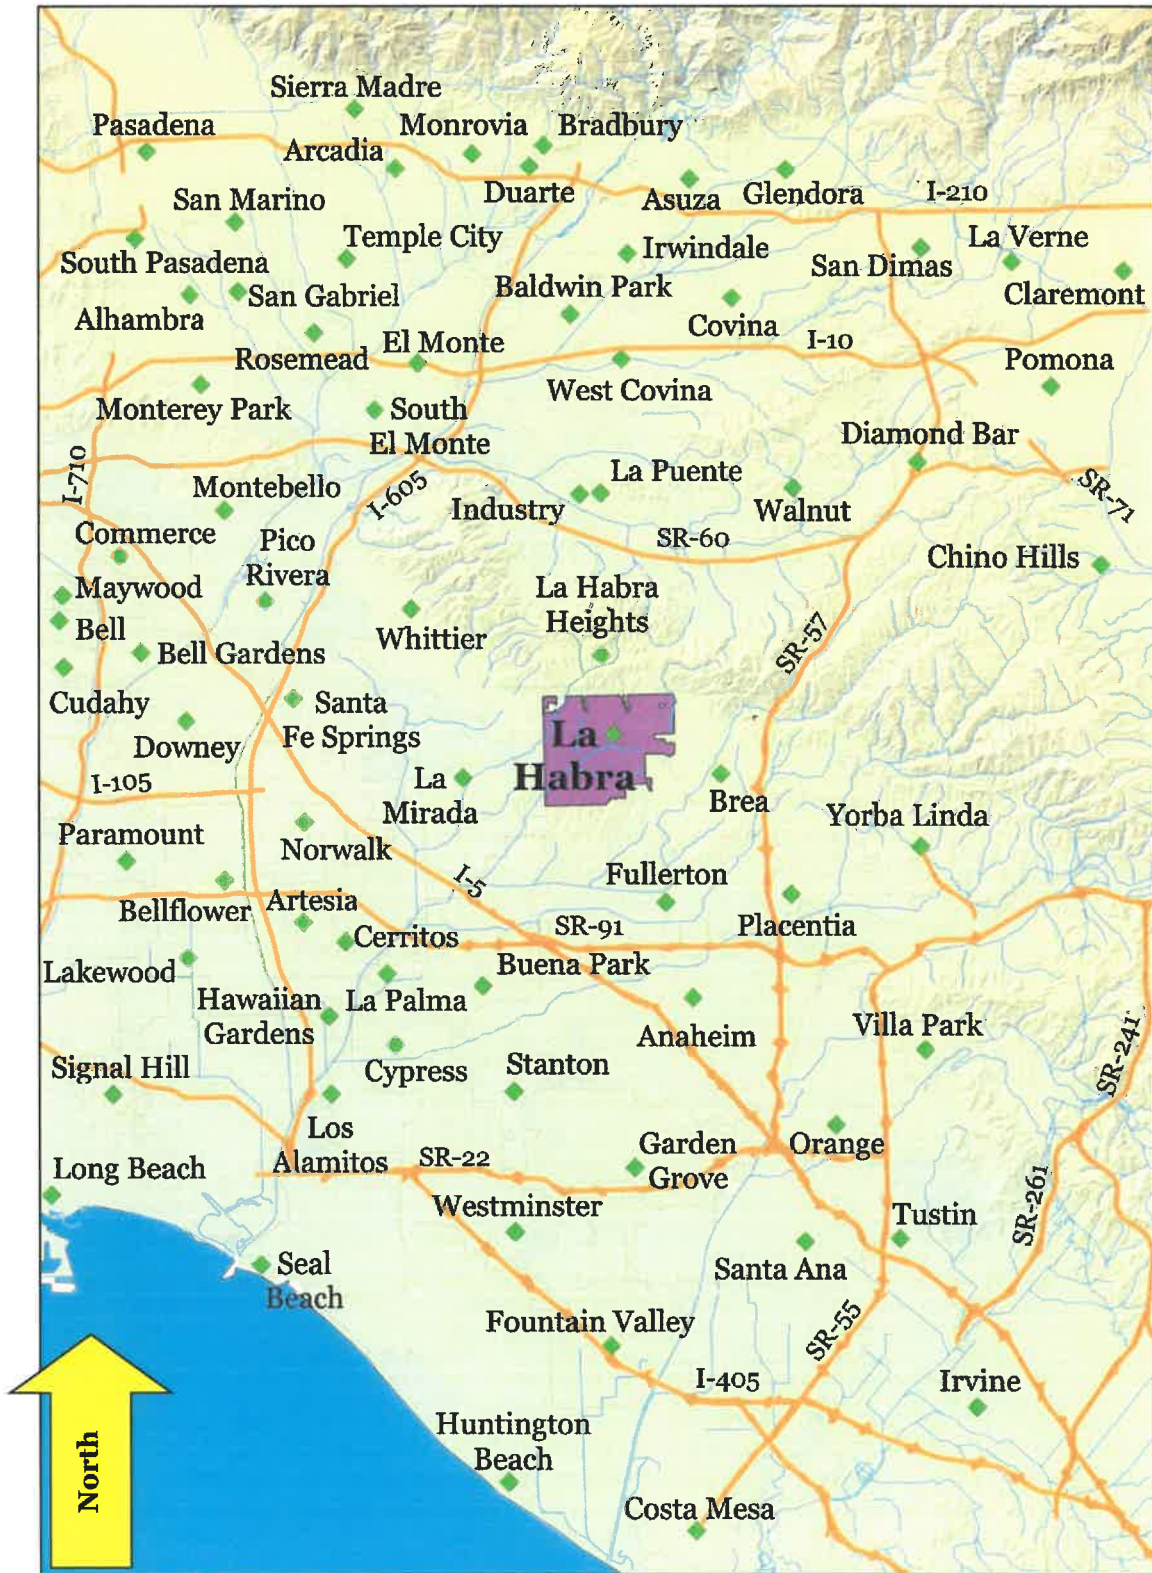 Sierra Madre
Pasadena
Monrovia
Bradbury
Arcadia
Duarte
Asuza
Glendora
I-210
San Marino
Temple City
Irwindale
La Verne
South Pasadena
San Dimas
San Gabriel
Baldwin Park
Claremont
Alhambra
Covina
I-10
Rosemead
El Monte
Pomona
Monterey Park
West Covina
South
El Monte
Diamond Bar
I-710
Montebello
I-605
La Puente
Industry
Walnut
SR-71
Commerce
Pico
Rivera
SR-60
Chino Hills
Maywood
La Habra
Heights
Bell
Whittier
SR-57
Bell Gardens
Cudahy
Santa
Fe Springs
Downey
La
Habra
I-105
La
Mirada
Brea
Paramount
Norwalk
Yorba Linda
I-5
Fullerton
Bellflower
Artesia
SR-91
Placentia
Cerritos
Lakewood
Buena Park
Hawaiian
Gardens
La Palma
Anaheim
Villa Park
SR-241
Signal Hill
Cypress
Stanton
Los
Alamitos
SR-22
Garden
Grove
Orange
Long Beach
SR-261
Westminster
Tustin
Seal
Beach
Santa Ana
Fountain Valley
SR-55
I-405
Irvine
Huntington
Beach
North
Costa Mesa